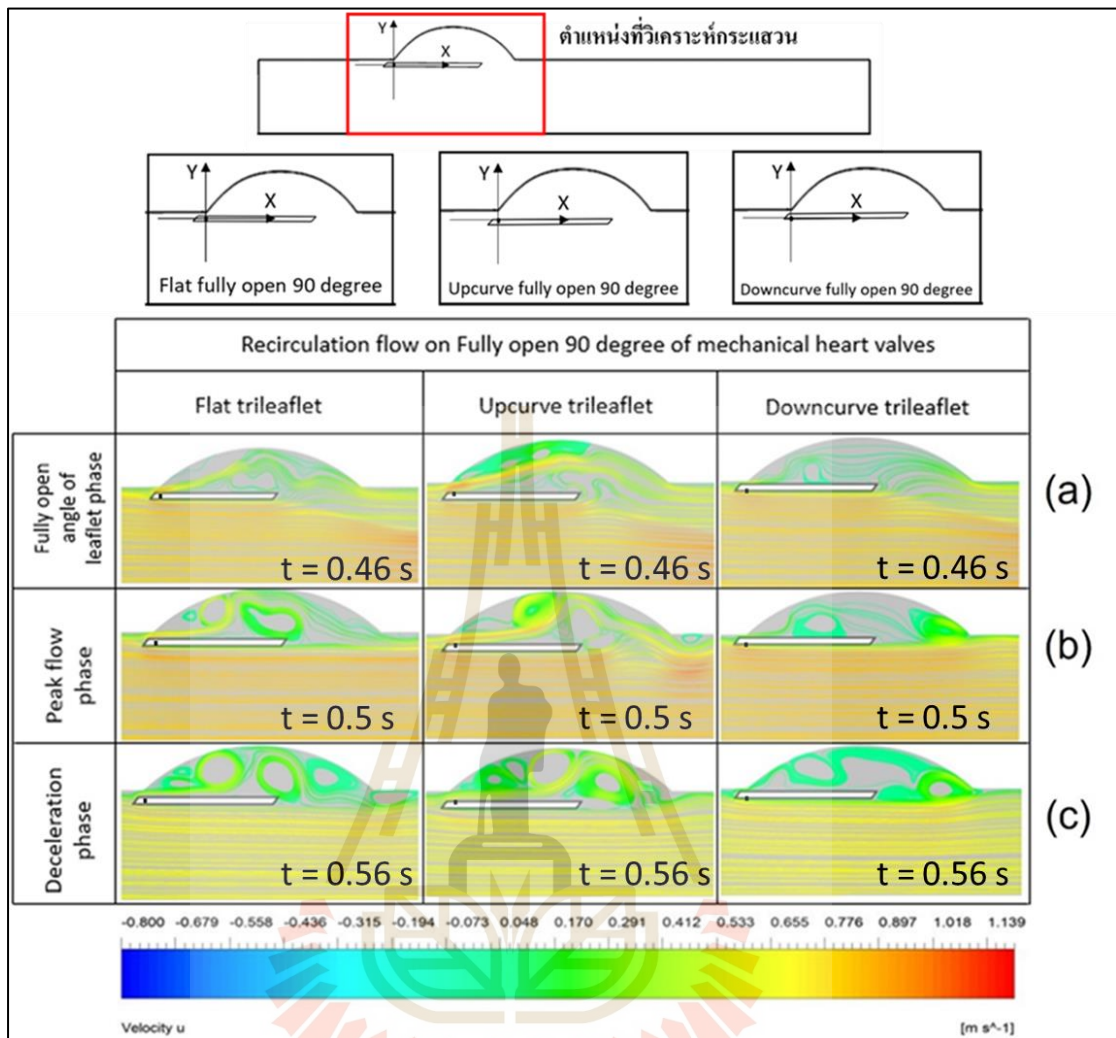 Y
ตำแหน่งที่วิเคราะห์กระแสวน
X
Y
Y
Y
X
X
X
Flat fully open 90 degree
Upcurve fully open 90 degree
Downcurve fully open 90 degree
Recirculation flow on Fully open 90 degree of mechanical heart valves
Flat trileaflet
Upcurve trileaflet
Downcurve trileaflet
Fully open
angle of
leaflet phase
t = 0.46 s
t = 0.46 s
t = 0.46 s
(a)
Peak flow
phase
t = 0.5 s
t = 0.5 s
t = 0.5 s
(b)
Deceleration
phase
t = 0.56 s
t = 0.56 s
t = 0.56 s
(c)
-0.800 -0.679 -0.558 -0.436 -0.315 -0.194 -0.073 0.048 0.170 0.291 0.412 0.533 0.655 0.776 0.897 1.018 1.139
Velocity u
[m s^-1]